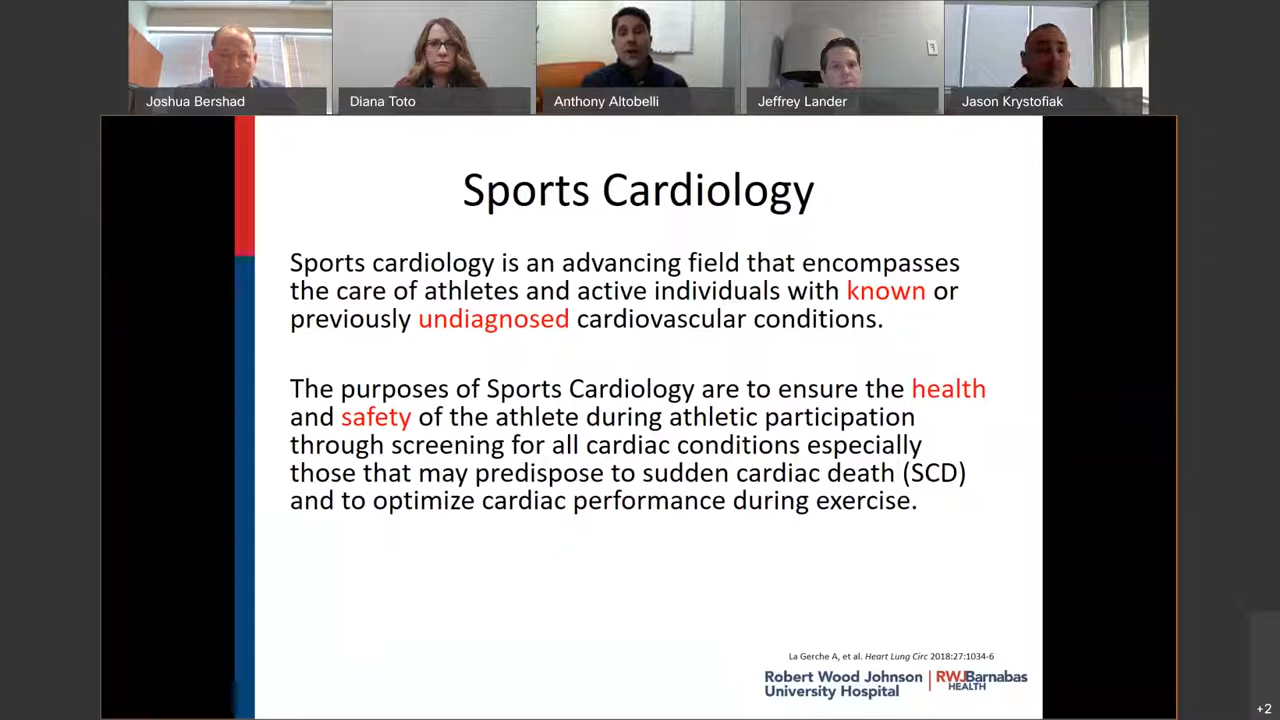 Joshua Bershad
Diana Toto
Anthony Altobelli
Jeffrey Lander
Jason Krystofiak
Sports Cardiology
Sports cardiology is an advancing field that encompasses
the care of athletes and active individuals with known or
previously undiagnosed cardiovascular conditions.
The purposes of Sports Cardiology are to ensure the health
and safety of the athlete during athletic participation
through screening for all cardiac conditions especially
those that may predispose to sudden cardiac death (SCD)
and to optimize cardiac performance during exercise.
La Gerche A, et al. Heart Lung Circ 2018:27:1034-6
Robert Wood Johnson
University Hospital
RWJBarnabas
HEALTH
+2